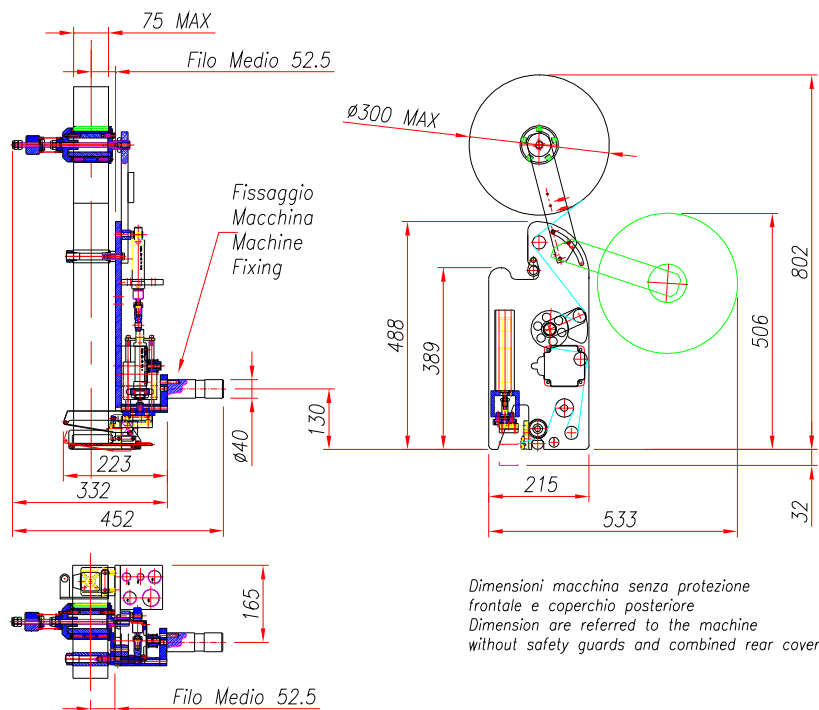 75 MAX
Filo Medio 52.5
Ø300 MAX
Fissaggio
Macchina
Machine
Fixing
802
506
488
389
130
Ø40
223
332
452
215
533
32
165
Filo Medio 52.5
Dimensioni macchina senza protezione
frontale e coperchio posteriore
Dimension are referred to the machine
without safety guards and combined rear cover